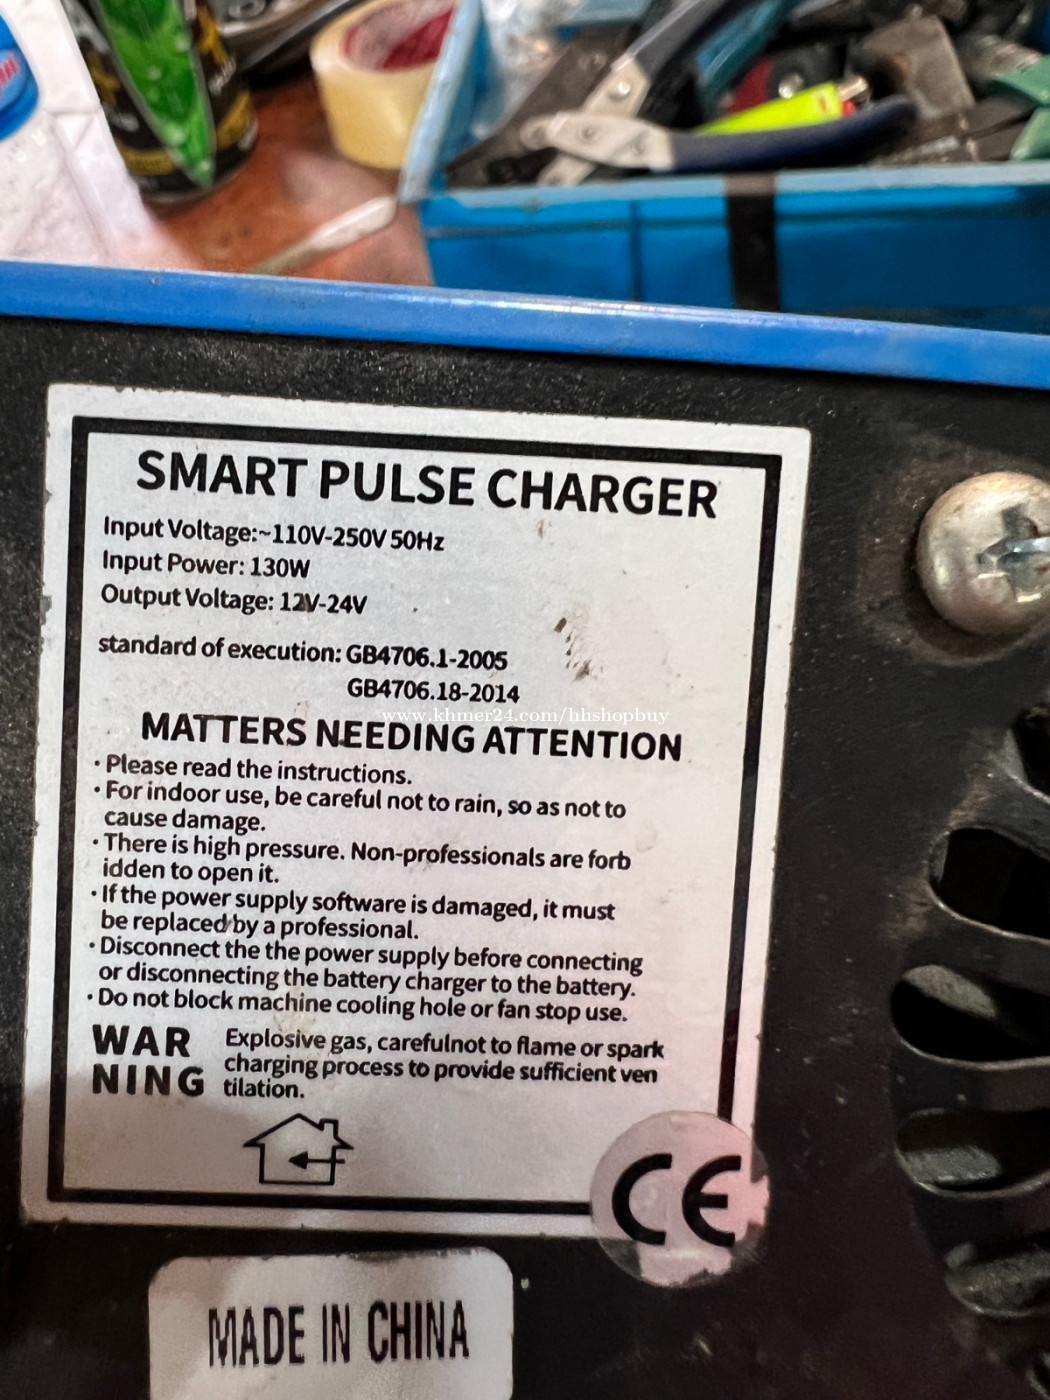 SMART PULSE CHARGER
Input Voltage:~110V-250V 50Hz
Input Power: 130W
Output Voltage: 12V-24V
standard of execution: GB4706.1-2005
GB4706.18-2014
www.khmer24.com/hhshopbuy
MATTERS NEEDING ATTENTION
· Please read the instructions.
· For indoor use, be careful not to rain, so as not to
cause damage.
· There is high pressure. Non-professionals are forb
idden to open it.
· If the power supply software is damaged, it must
be replaced by a professional.
· Disconnect the the power supply before connecting
or disconnecting the battery charger to the battery.
· Do not block machine cooling hole or fan stop use.
WAR
NING
Explosive gas, carefulnot to flame or spark
charging process to provide sufficient ven
tilation.
CE
MADE IN CHINA